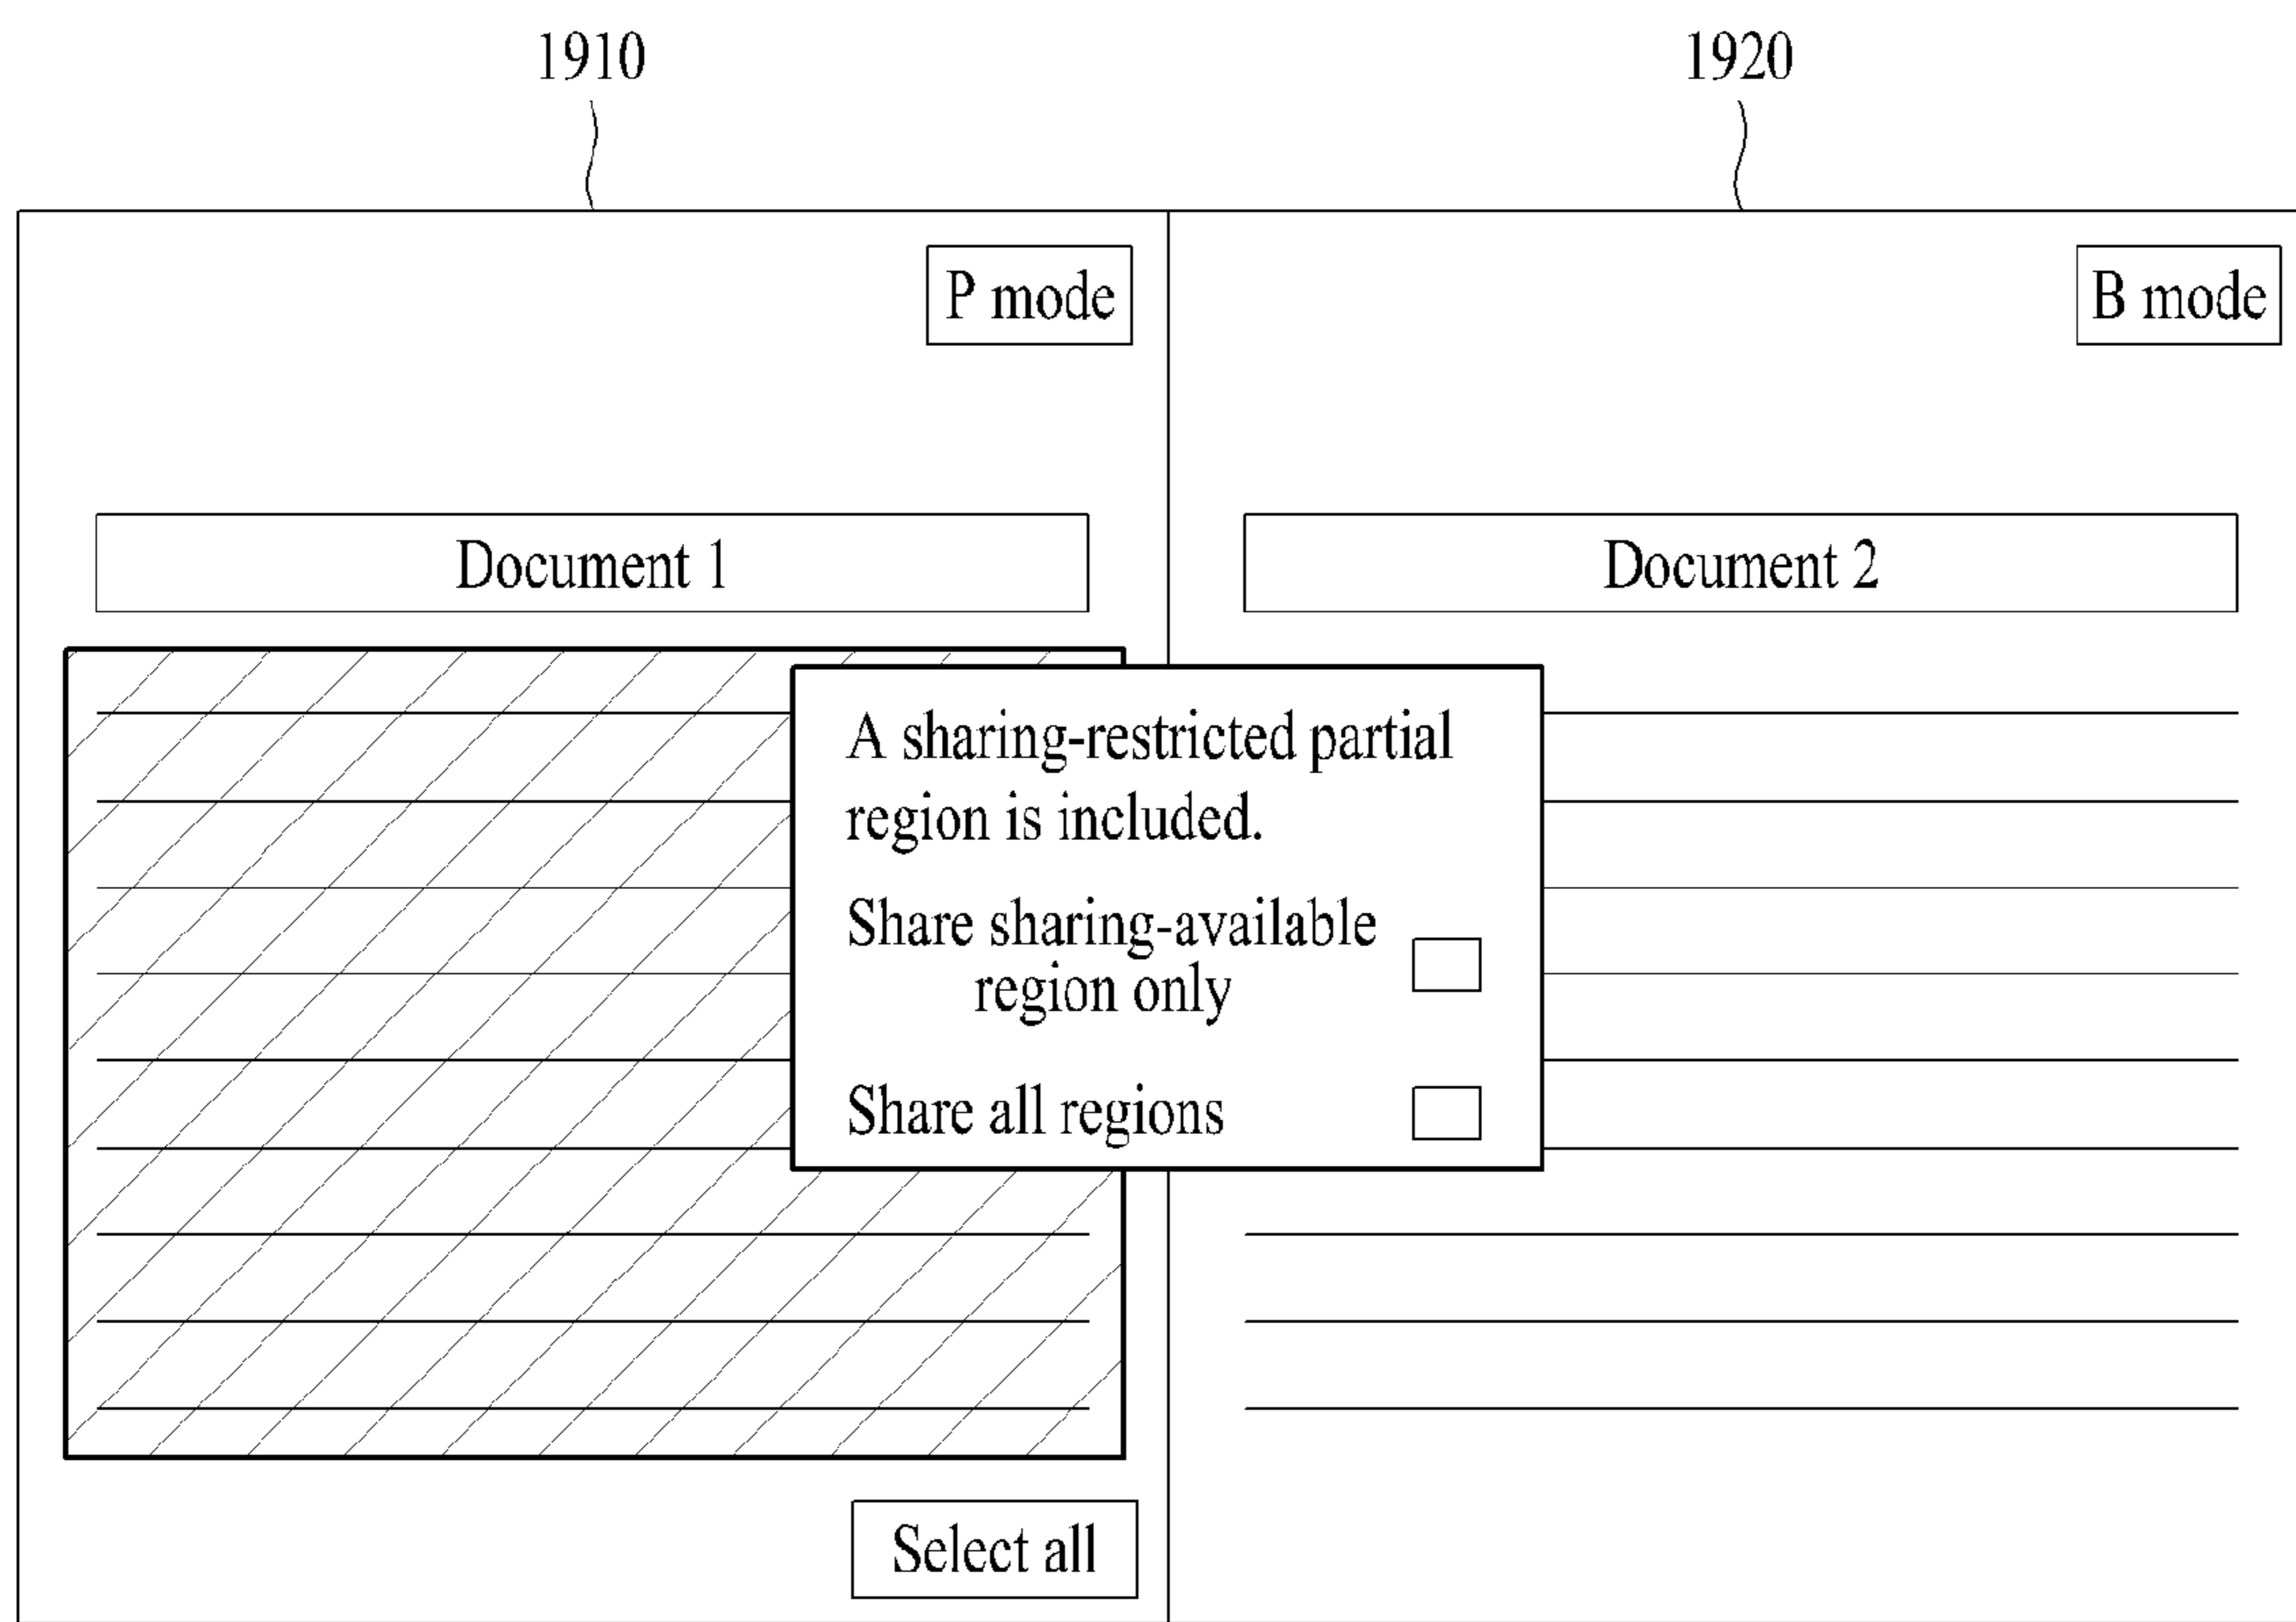 1910
1920
P mode
B mode
Document 1
Document 2
A sharing-restricted partial
region is included.
Share sharing-available
region only
Share all regions
Select all